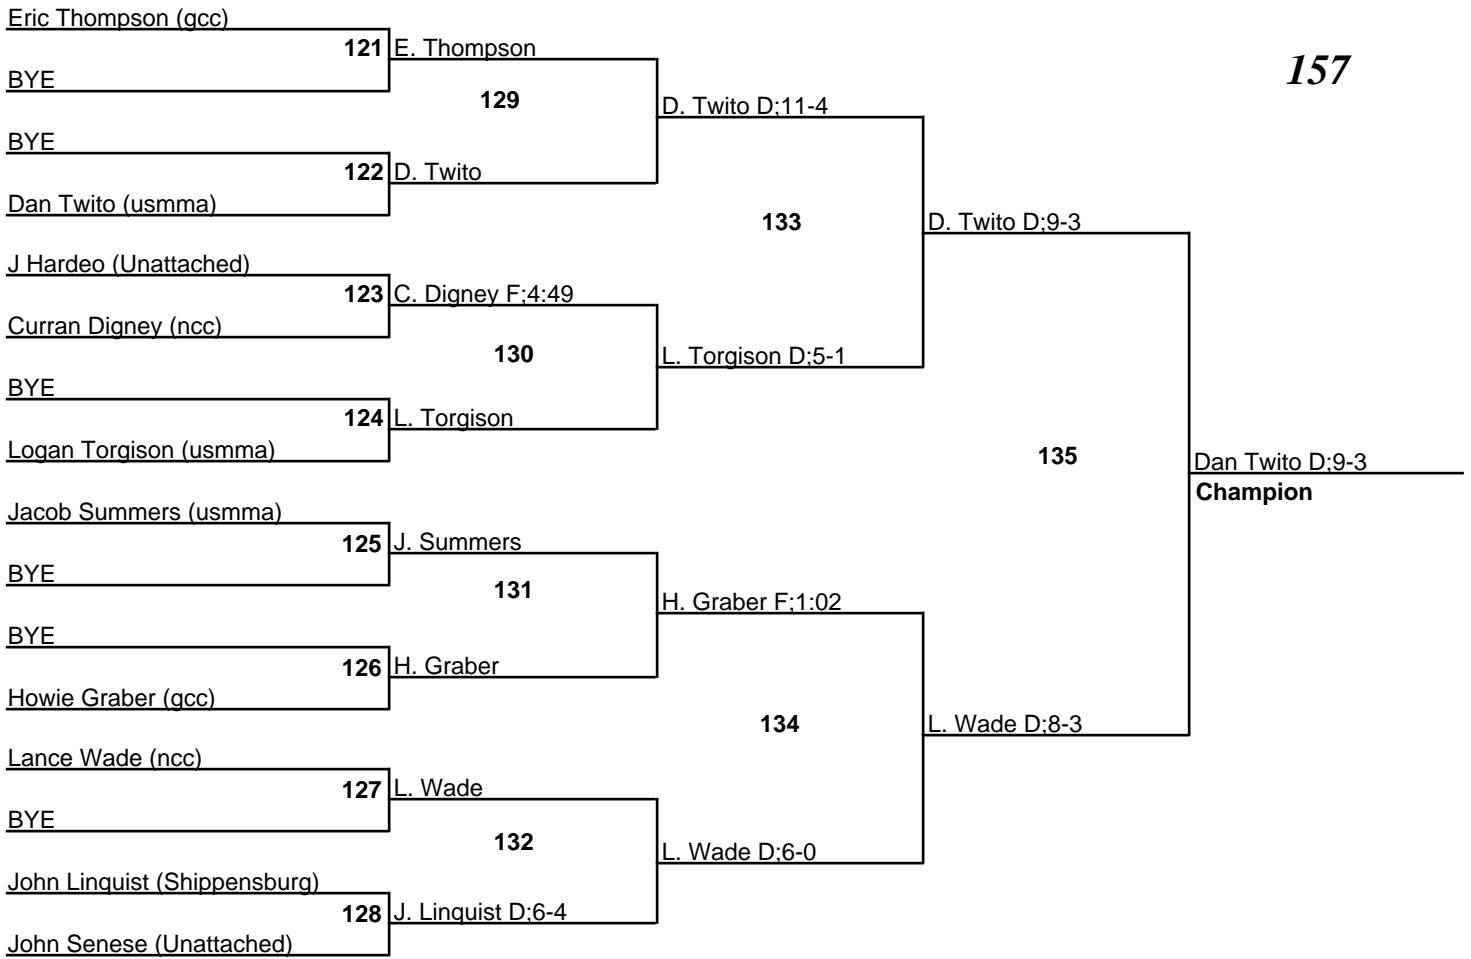 Eric Thompson (gcc)
121 E. Thompson
157
BYE
129
D. Twito D;11-4
BYE
122 D. Twito
Dan Twito (usmma)
133
D. Twito D;9-3
J Hardeo (Unattached)
123 C. Digney F;4:49
Curran Digney (ncc)
130
L. Torgison D;5-1
BYE
124 L. Torgison
Logan Torgison (usmma)
135
Dan Twito D;9-3
Champion
Jacob Summers (usmma)
125 J. Summers
BYE
131
H. Graber F;1:02
BYE
126 H. Graber
Howie Graber (gcc)
134
L. Wade D;8-3
Lance Wade (ncc)
127 L. Wade
BYE
132
L. Wade D;6-0
John Linquist (Shippensburg)
128 J. Linquist D;6-4
John Senese (Unattached)